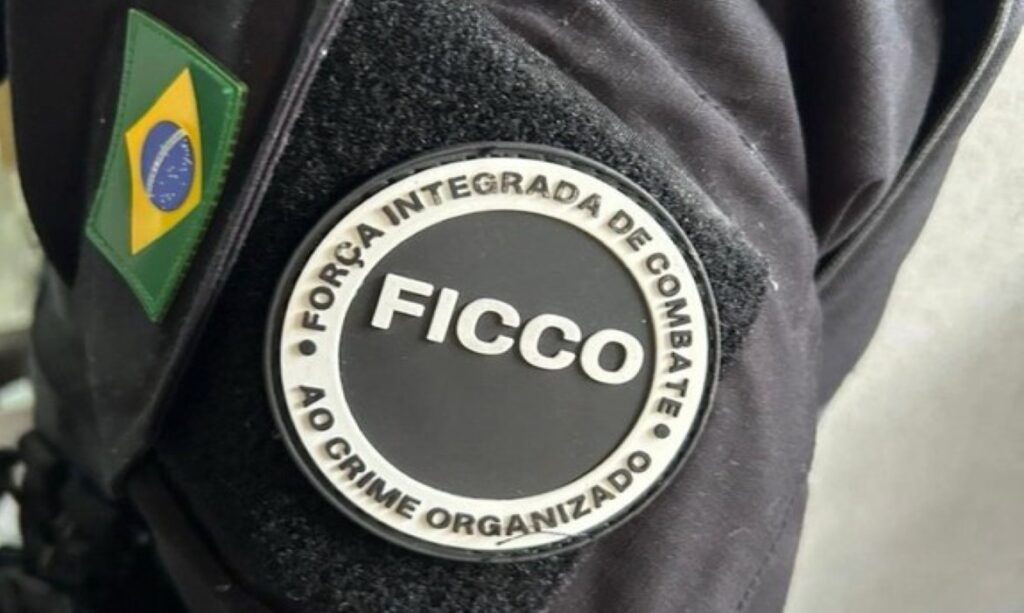 FORÇA INTEGRADA DE COMBATE
FICCO
AO CRIME ORGANIZADO